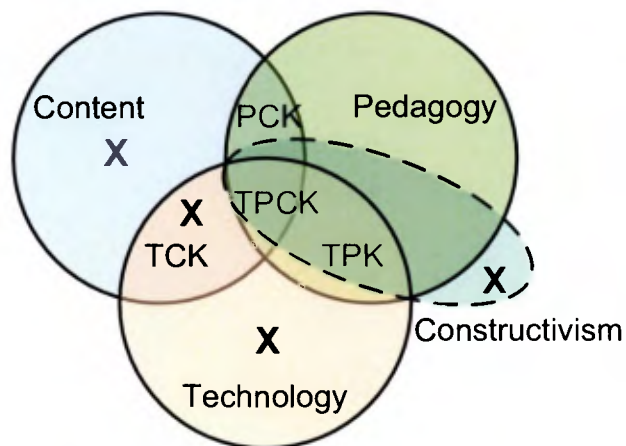 Content
Pedagogy
PCK
X
X
TPCK
TCK
TPK
X
Constructivism
X
Technology